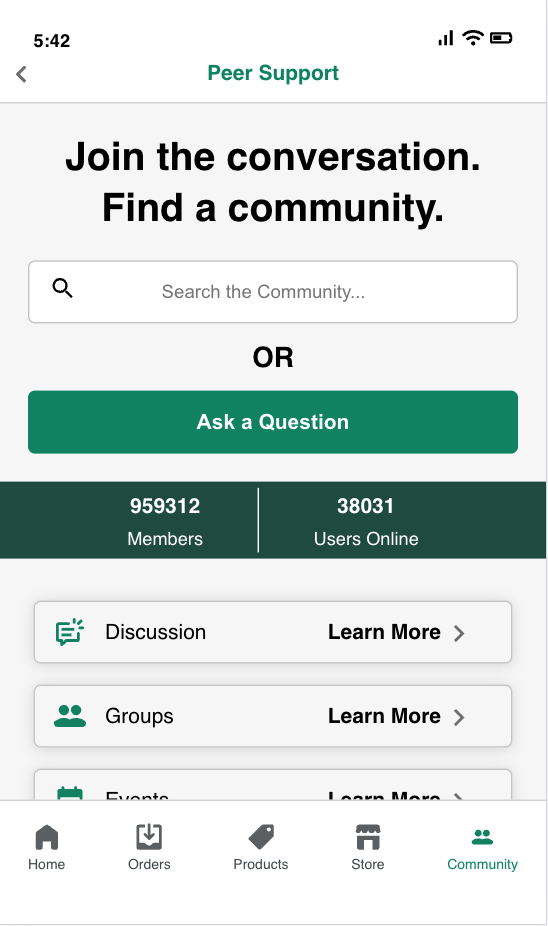 5:42
Peer Support
Join the conversation.
Find a community.
Search the Community...
OR
Ask a Question
959312
Members
38031
Users Online
Discussion
Learn More
Groups
Learn More
Events
Learn More
Home
Orders
Products
Store
Community